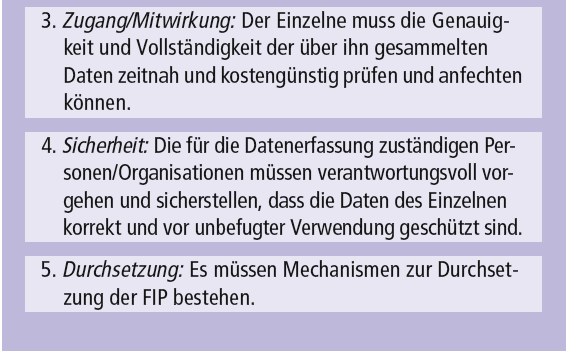 3. Zugang/Mitwirkung: Der Einzelne muss die Genauig-
keit und Vollständigkeit der über ihn gesammelten
Daten zeitnah und kostengünstig prüfen und anfechten
können.
4. Sicherheit: Die für die Datenerfassung zuständigen Per-
sonen/Organisationen müssen verantwortungsvoll vor-
gehen und sicherstellen, dass die Daten des Einzelnen
korrekt und vor unbefugter Verwendung geschützt sind.
5. Durchsetzung: Es müssen Mechanismen zur Durchset-
zung der FIP bestehen.